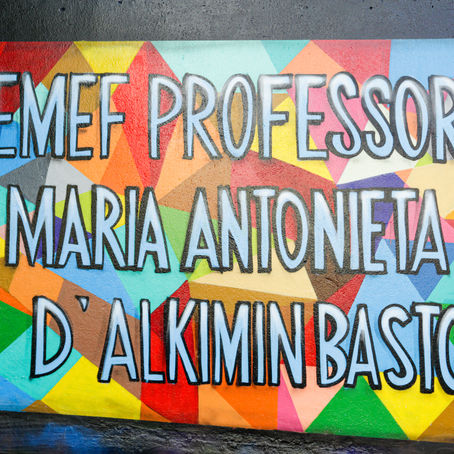 EMEF PROFESSOR
MARIA ANTONIETA
D'ALKIMIN BASTO